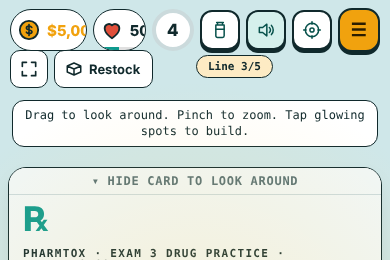 $5,00
50
4
Restock
Line 3/5
Drag to look around. Pinch to zoom. Tap glowing
spots to build.
▾ HIDE CARD TO LOOK AROUND
℞
PHARMTOX · EXAM 3 DRUG PRACTICE ·